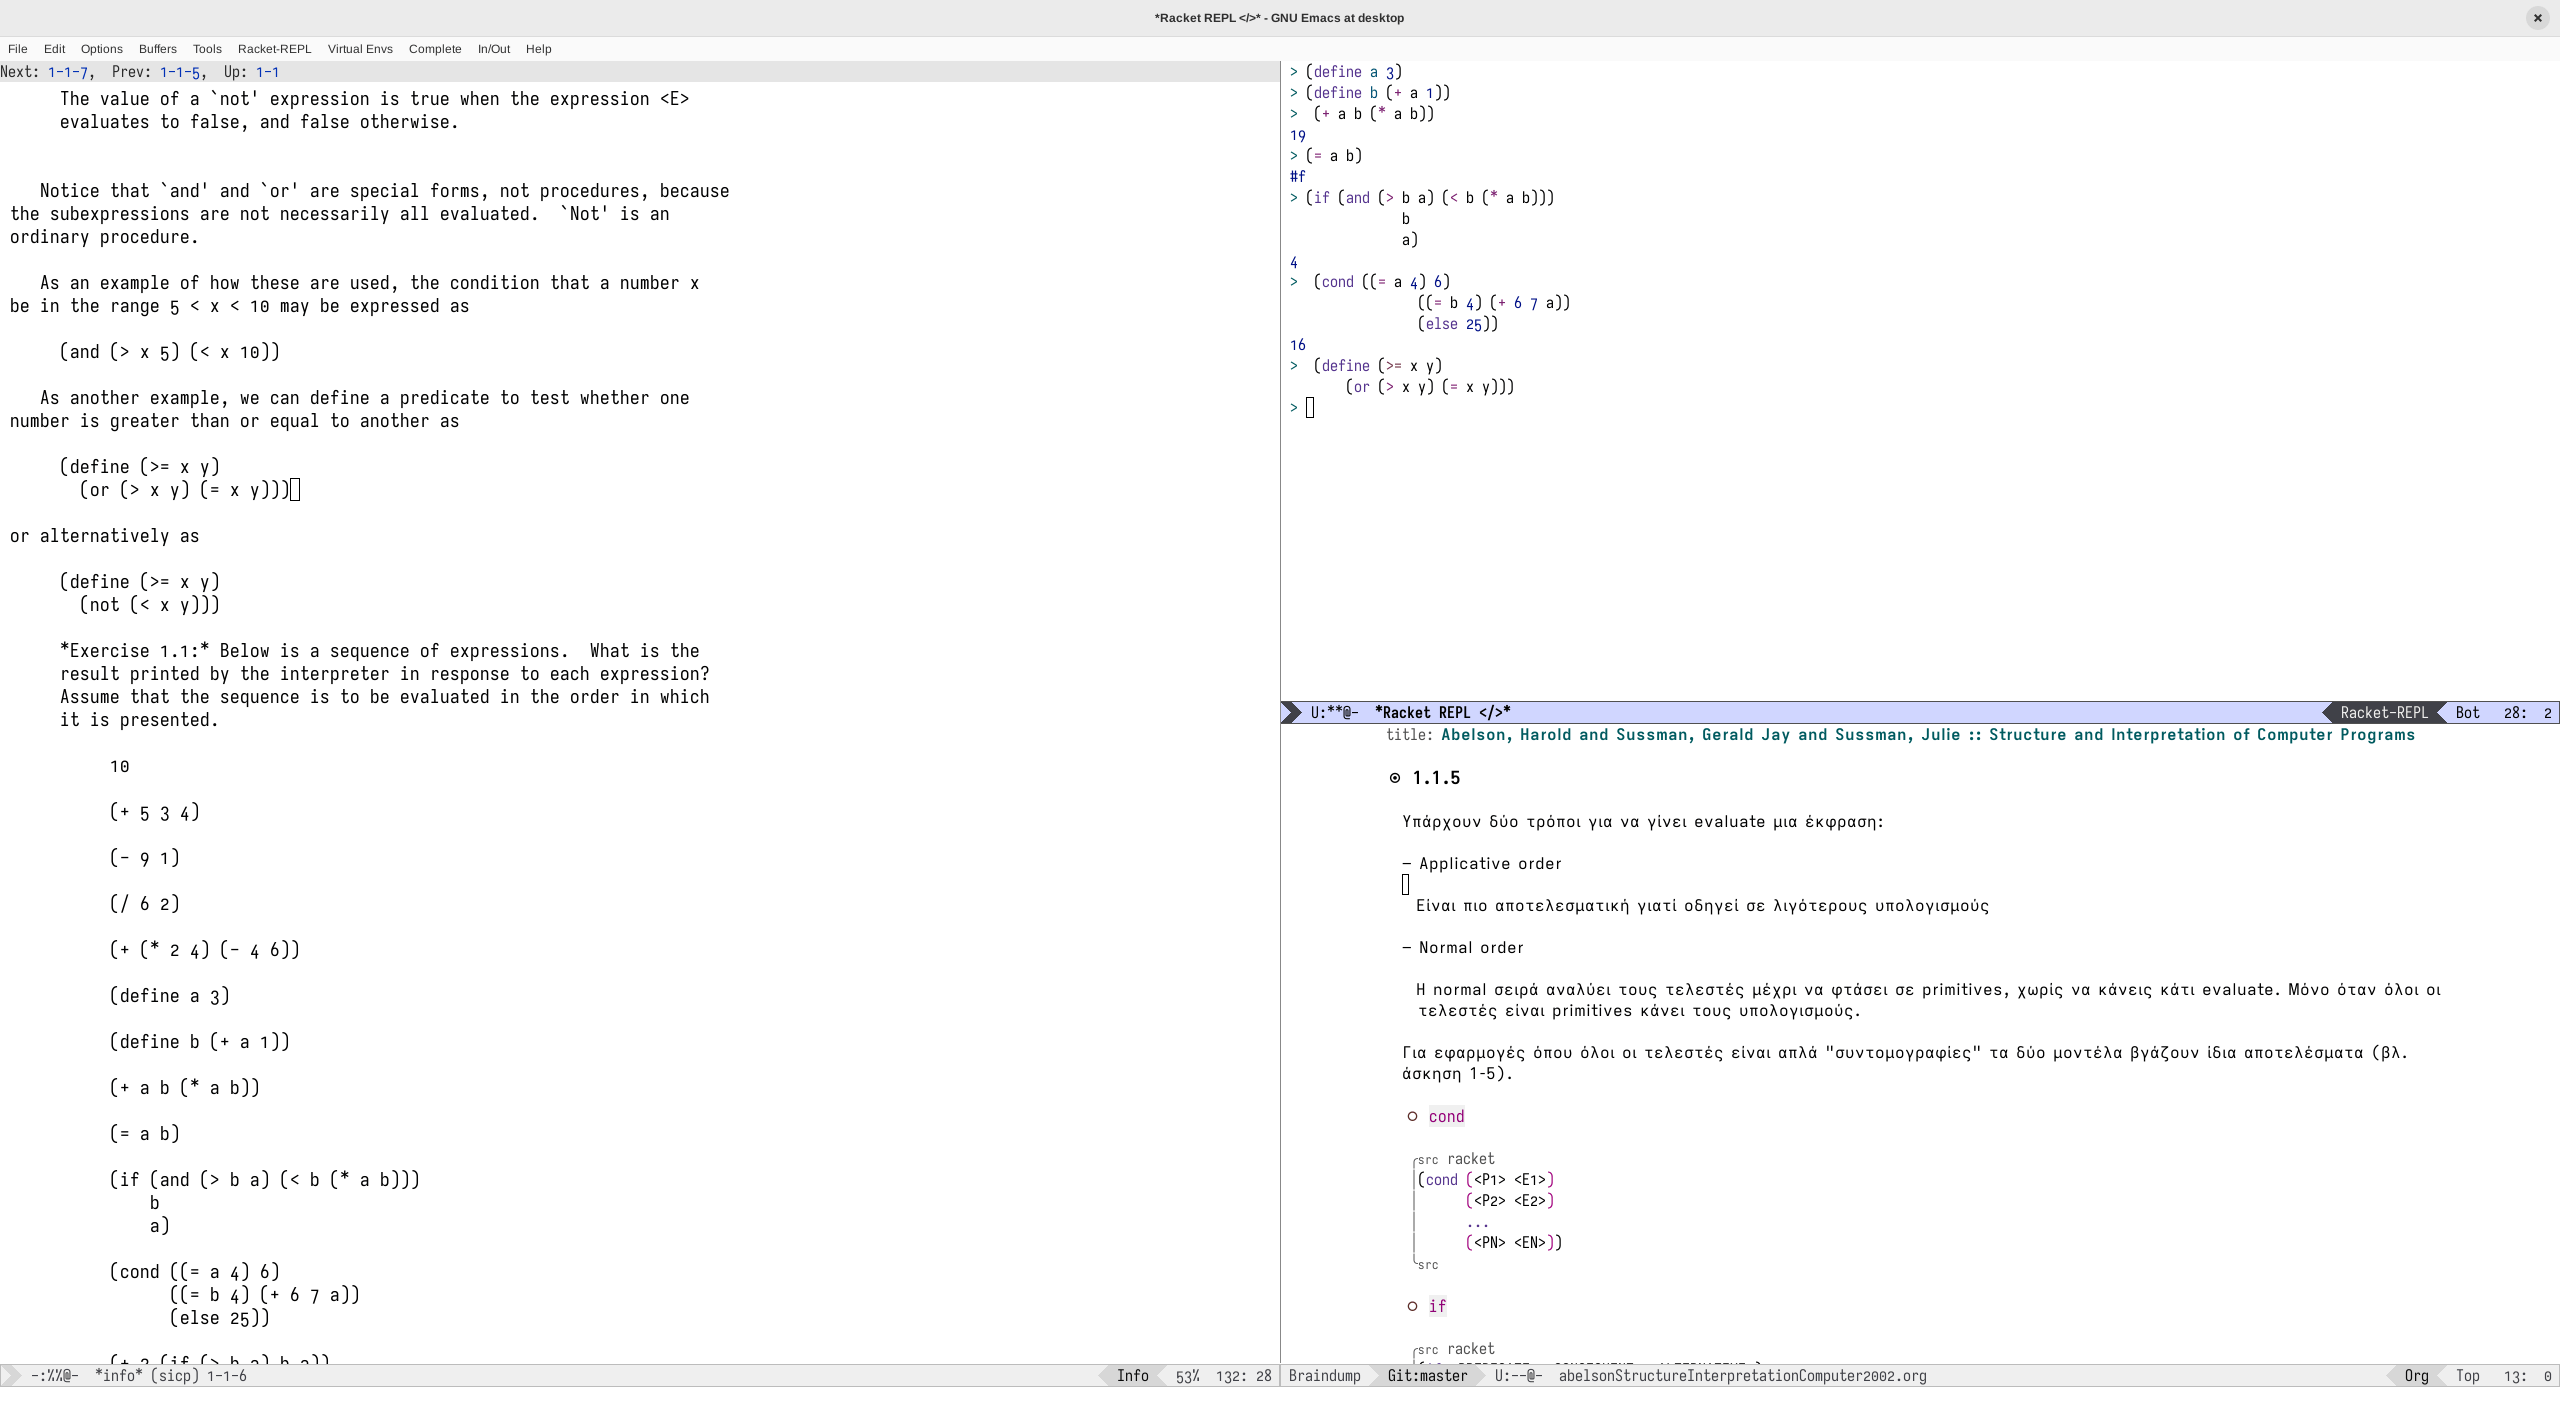 *Racket REPL </>* - GNU Emacs at desktop
File Edit Options Buffers Tools Racket-REPL Virtual Envs Complete In/Out Help
Next: 1-1-7, Prev: 1-1-5, Up: 1-1
The value of a `not' expression is true when the expression <E>
evaluates to false, and false otherwise.
Notice that `and' and `or' are special forms, not procedures, because
the subexpressions are not necessarily all evaluated.  `Not' is an
ordinary procedure.
As an example of how these are used, the condition that a number x
be in the range 5 < x < 10 may be expressed as
(and (> x 5) (< x 10))
As another example, we can define a predicate to test whether one
number is greater than or equal to another as
(define (>= x y)
(or (> x y) (= x y)))
or alternatively as
(define (>= x y)
(not (< x y)))
*Exercise 1.1:* Below is a sequence of expressions.  What is the
result printed by the interpreter in response to each expression?
Assume that the sequence is to be evaluated in the order in which
it is presented.
10
(+ 5 3 4)
(- 9 1)
(/ 6 2)
(+ (* 2 4) (- 4 6))
(define a 3)
(define b (+ a 1))
(+ a b (* a b))
(= a b)
(if (and (> b a) (< b (* a b)))
b
a)
(cond ((= a 4) 6)
((= b 4) (+ 6 7 a))
(else 25))
(+ 2 (if (> b a) b a))
-:%%@- *info* (sicp) 1-1-6 Info 53% 132: 28
> (define a 3)
> (define b (+ a 1))
>  (+ a b (* a b))
19
> (= a b)
#f
> (if (and (> b a) (< b (* a b)))
b
a)
4
>  (cond ((= a 4) 6)
((= b 4) (+ 6 7 a))
(else 25))
16
>  (define (>= x y)
(or (> x y) (= x y)))
>
U:**@- *Racket REPL </>* Racket-REPL Bot 28: 2
title: Abelson, Harold and Sussman, Gerald Jay and Sussman, Julie :: Structure and Interpretation of Computer Programs
1.1.5
Υπάρχουν δύο τρόποι για να γίνει evaluate μια έκφραση:
– Applicative order
Είναι πιο αποτελεσματική γιατί οδηγεί σε λιγότερους υπολογισμούς
– Normal order
Η normal σειρά αναλύει τους τελεστές μέχρι να φτάσει σε primitives, χωρίς να κάνεις κάτι evaluate. Μόνο όταν όλοι οι
τελεστές είναι primitives κάνει τους υπολογισμούς.
Για εφαρμογές όπου όλοι οι τελεστές είναι απλά "συντομογραφίες" τα δύο μοντέλα βγάζουν ίδια αποτελέσματα (βλ.
άσκηση 1-5).
cond
src racket
(cond (<P1> <E1>)
(<P2> <E2>)
...
(<PN> <EN>))
src
if
src racket
Braindump Git:master U:--@- abelsonStructureInterpretationComputer2002.org Org Top 13: 0